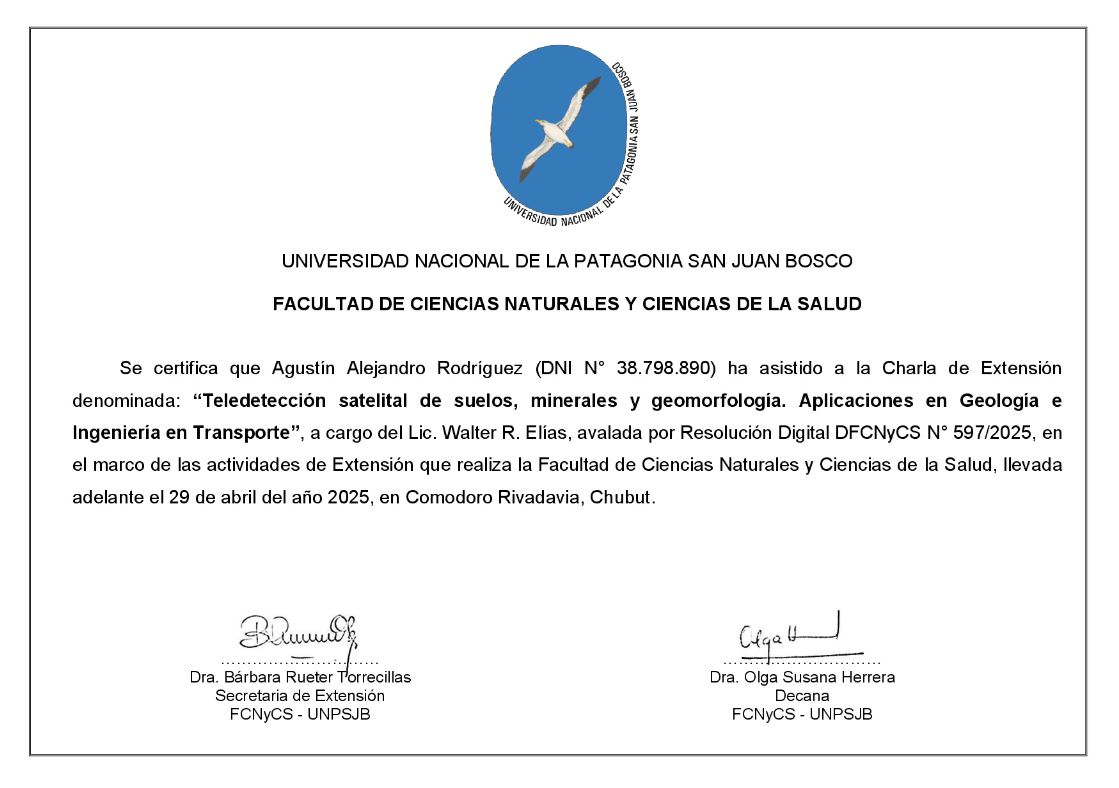 UNIVERSIDAD NACIONAL DE LA PATAGONIA SAN JUAN BOSCO
UNIVERSIDAD NACIONAL DE LA PATAGONIA SAN JUAN BOSCO
FACULTAD DE CIENCIAS NATURALES Y CIENCIAS DE LA SALUD
Se certifica que Agustín Alejandro Rodríguez (DNI N° 38.798.890) ha asistido a la Charla de Extensión
denominada: “Teledetección satelital de suelos, minerales y geomorfología. Aplicaciones en Geología e
Ingeniería en Transporte”, a cargo del Lic. Walter R. Elías, avalada por Resolución Digital DFCNyCS N° 597/2025, en
el marco de las actividades de Extensión que realiza la Facultad de Ciencias Naturales y Ciencias de la Salud, llevada
adelante el 29 de abril del año 2025, en Comodoro Rivadavia, Chubut.
Dra. Bárbara Rueter Torrecillas
Secretaria de Extensión
FCNyCS - UNPSJB
Olga H
Dra. Olga Susana Herrera
Decana
FCNyCS - UNPSJB